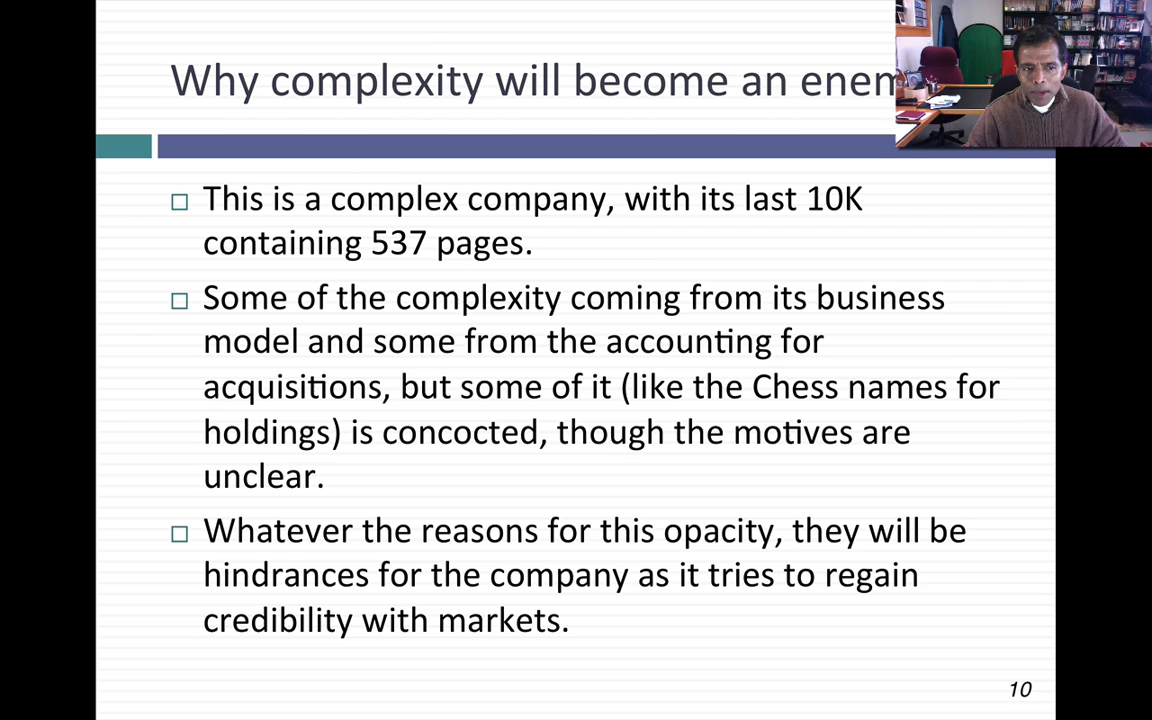 Why complexity will become an enem
This is a complex company, with its last 10K
containing 537 pages.
Some of the complexity coming from its business
model and some from the accounting for
acquisitions, but some of it (like the Chess names for
holdings) is concocted, though the motives are
unclear.
Whatever the reasons for this opacity, they will be
hindrances for the company as it tries to regain
credibility with markets.
10